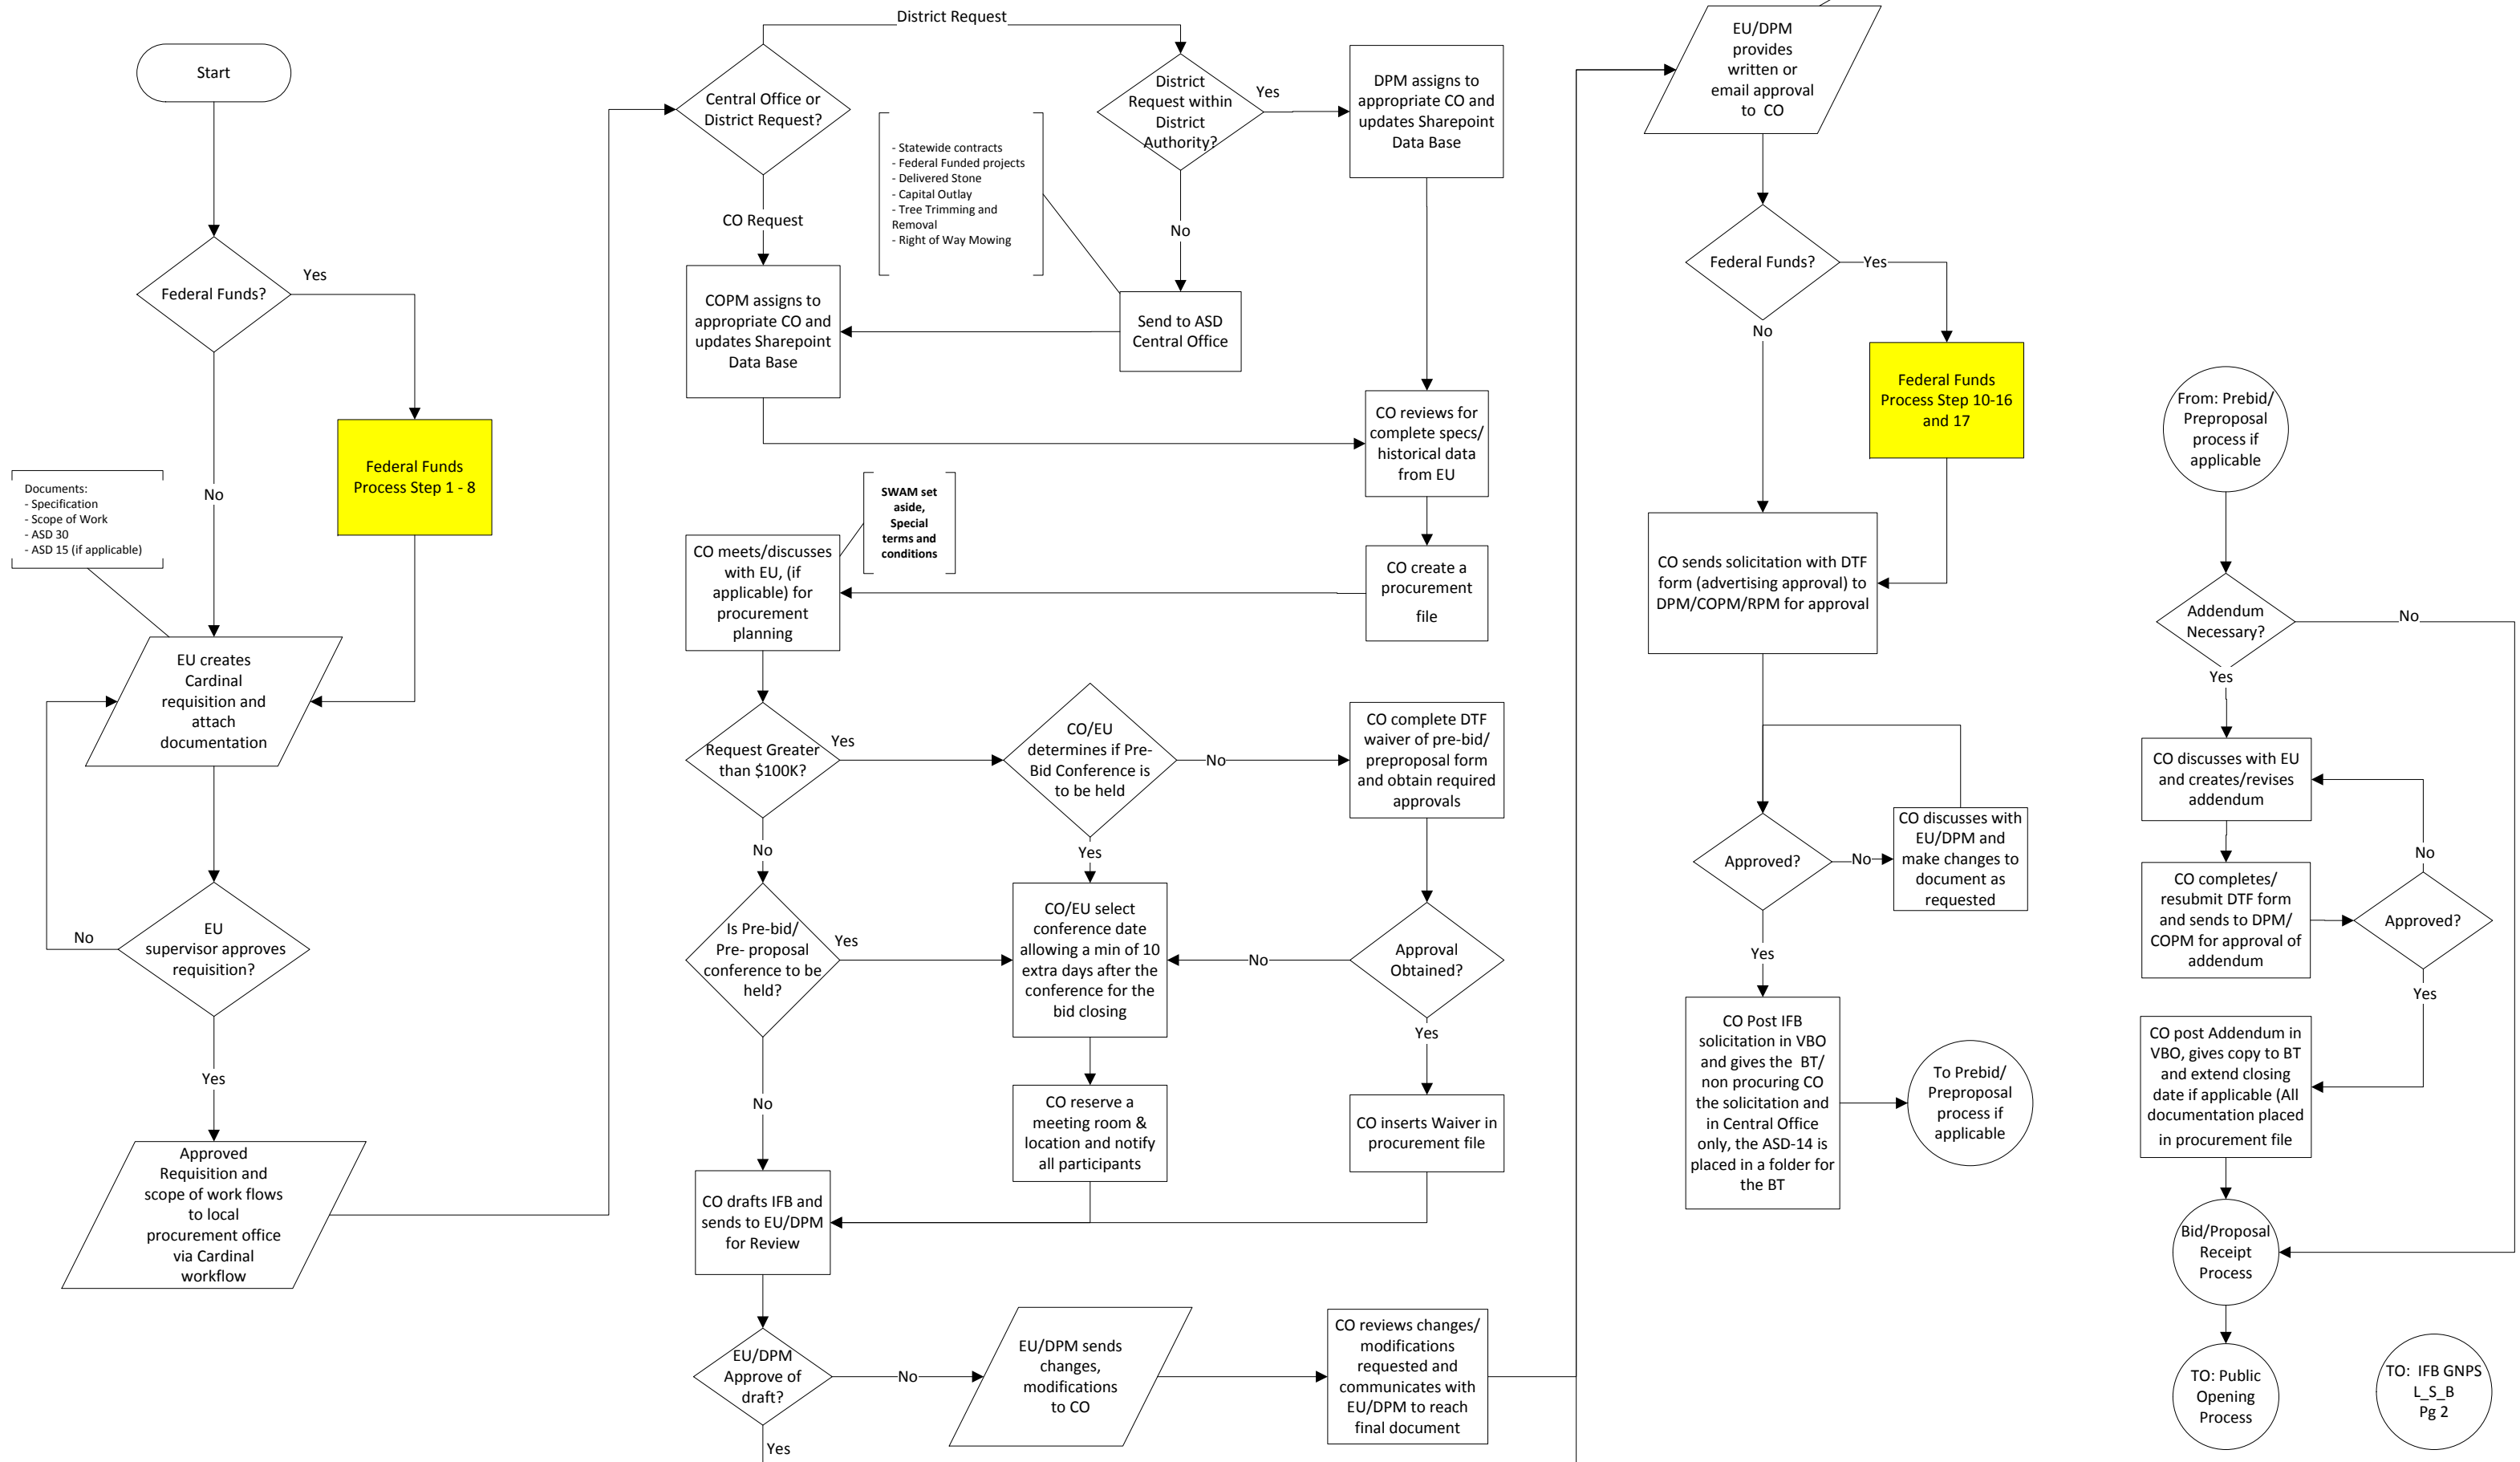 Start
Federal Funds?
Yes
No
Federal Funds
Process Step 1 - 8
Documents:
- Specification
- Scope of Work
- ASD 30
- ASD 15 (if applicable)
EU creates
Cardinal
requisition and
attach
documentation
EU
supervisor approves
requisition?
No
Yes
Approved
Requisition and
scope of work flows
to local
procurement office
via Cardinal
workflow
District Request
Central Office or
District Request?
CO Request
District
Request within
District
Authority?
Yes
No
DPM assigns to
appropriate CO and
updates Sharepoint
Data Base
- Statewide contracts
- Federal Funded projects
- Delivered Stone
- Capital Outlay
- Tree Trimming and
Removal
- Right of Way Mowing
COPM assigns to
appropriate CO and
updates Sharepoint
Data Base
Send to ASD
Central Office
CO reviews for
complete specs/
historical data
from EU
CO create a
procurement
file
SWAM set
aside,
Special
terms and
conditions
CO meets/discusses
with EU, (if
applicable) for
procurement
planning
Request Greater
than $100K?
Yes
No
CO/EU
determines if Pre-
Bid Conference is
to be held
No
Yes
CO complete DTF
waiver of pre-bid/
preproposal form
and obtain required
approvals
Is Pre-bid/
Pre- proposal
conference to be
held?
Yes
No
CO/EU select
conference date
allowing a min of 10
extra days after the
conference for the
bid closing
Approval
Obtained?
No
Yes
CO reserve a
meeting room &
location and notify
all participants
CO inserts Waiver in
procurement file
CO drafts IFB and
sends to EU/DPM
for Review
EU/DPM
Approve of
draft?
No
Yes
EU/DPM sends
changes,
modifications
to CO
CO reviews changes/
modifications
requested and
communicates with
EU/DPM to reach
final document
EU/DPM
provides
written or
email approval
to CO
Federal Funds?
Yes
No
Federal Funds
Process Step 10-16
and 17
CO sends solicitation with DTF
form (advertising approval) to
DPM/COPM/RPM for approval
Approved?
No
Yes
CO discusses with
EU/DPM and
make changes to
document as
requested
CO Post IFB
solicitation in VBO
and gives the BT/
non procuring CO
the solicitation and
in Central Office
only, the ASD-14 is
placed in a folder for
the BT
To Prebid/
Preproposal
process if
applicable
From: Prebid/
Preproposal
process if
applicable
Addendum
Necessary?
No
Yes
CO discusses with EU
and creates/revises
addendum
CO completes/
resubmit DTF form
and sends to DPM/
COPM for approval of
addendum
Approved?
No
Yes
CO post Addendum in
VBO, gives copy to BT
and extend closing
date if applicable (All
documentation placed
in procurement file
Bid/Proposal
Receipt
Process
TO: Public
Opening
Process
TO: IFB GNPS
L_S_B
Pg 2